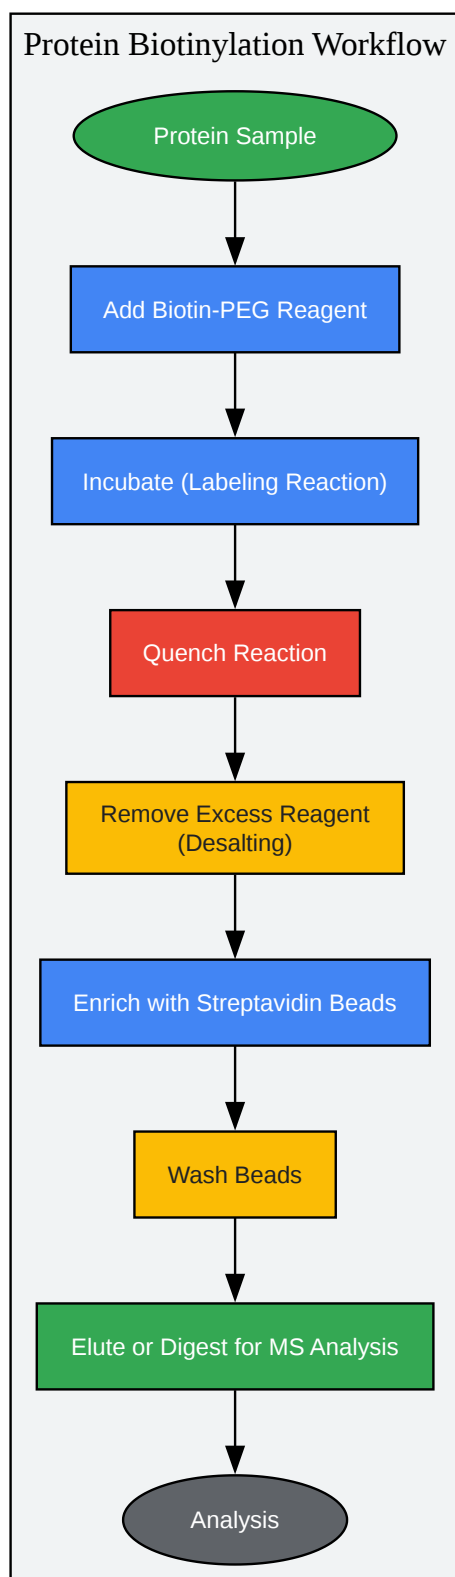 Protein Biotinylation Workflow
Protein Sample
Add Biotin-PEG Reagent
Incubate (Labeling Reaction)
Quench Reaction
Remove Excess Reagent
(Desalting)
Enrich with Streptavidin Beads
Wash Beads
Elute or Digest for MS Analysis
Analysis